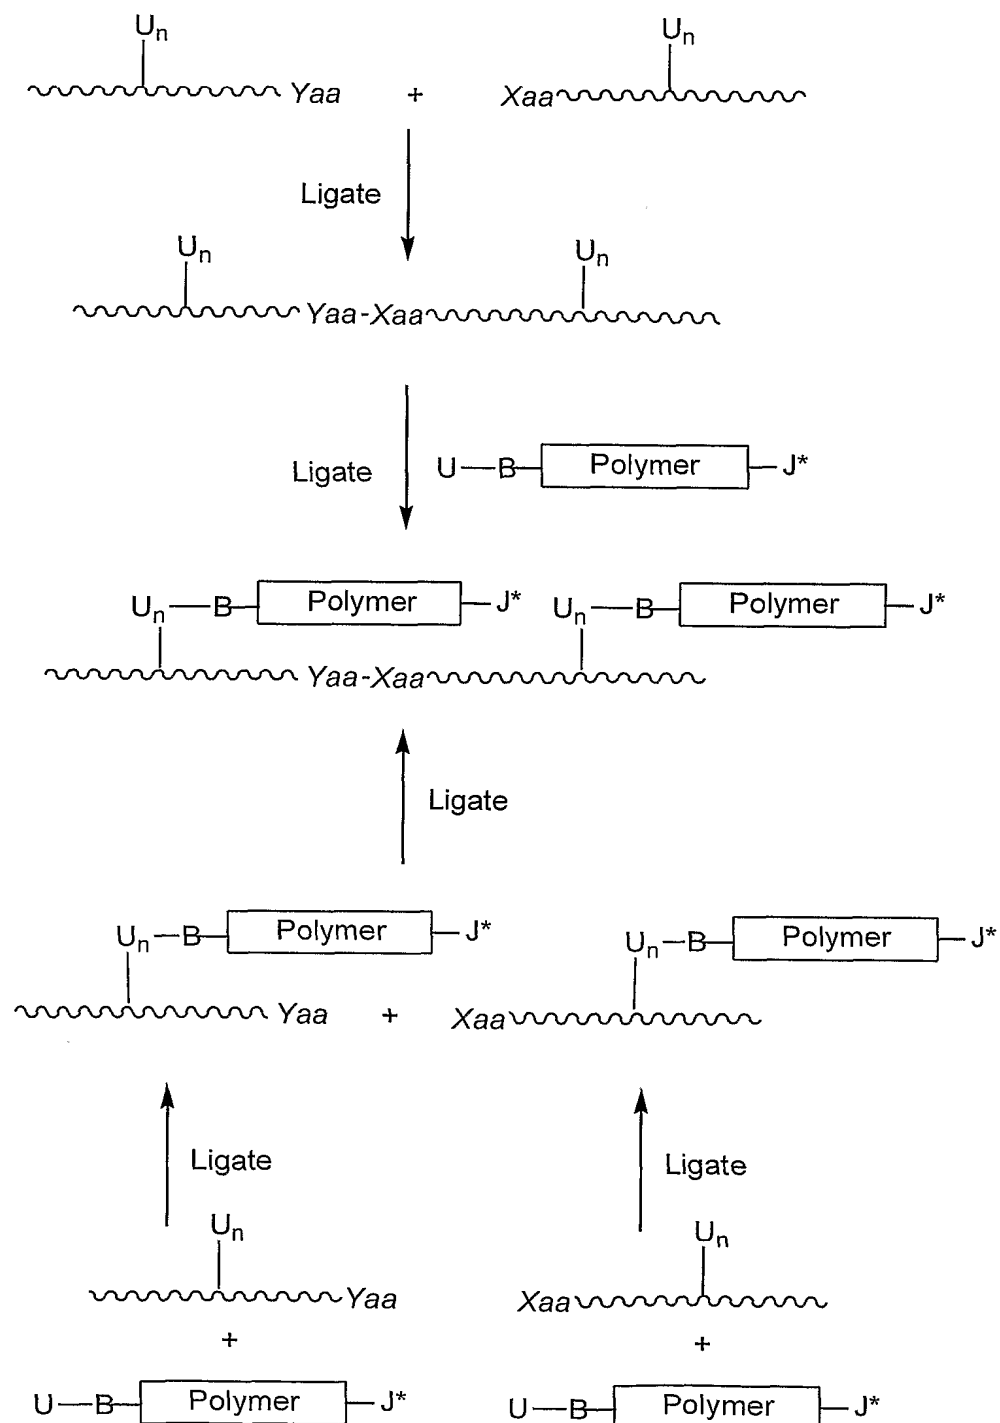 Un Un
Yaa + Xaa
Ligate
Un Un
Yaa-Xaa
Ligate U—B—Polymer—J*
Un—B—Polymer—J* Un—B—Polymer—J*
Yaa-Xaa
Ligate
Un—B—Polymer—J* Un—B—Polymer—J*
Yaa + Xaa
Ligate Ligate
Un Un
Yaa Xaa
+ +
U—B—Polymer—J* U—B—Polymer—J*